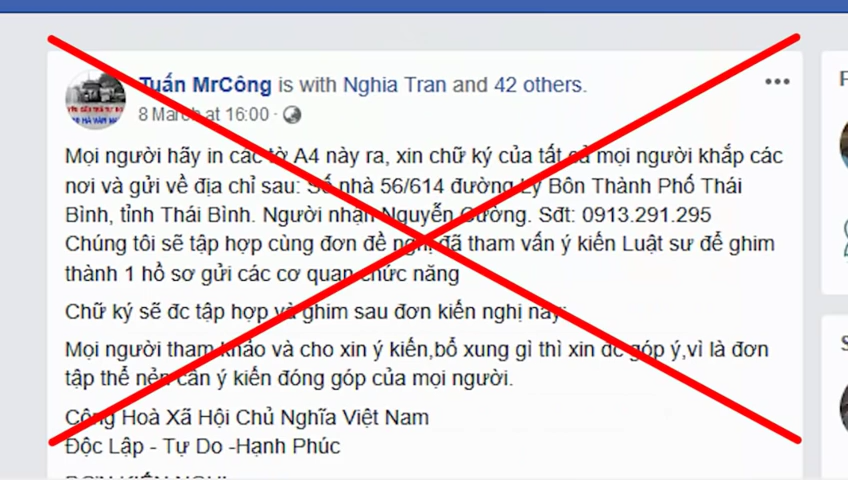 Tuấn MrCông is with Nghia Tran and 42 others.
8 March at 16:00
Mọi người hãy in các tờ A4 này ra, xin chữ ký của tất cả mọi người khắp các
nơi và gửi về địa chỉ sau: Số nhà 56/614 đường Lý Bôn Thành Phố Thái
Bình, tỉnh Thái Bình. Người nhận Nguyễn Cường. Sđt: 0913.291.295
Chúng tôi sẽ tập hợp cùng đơn đề nghị đã tham vấn ý kiến Luật sư để ghim
thành 1 hồ sơ gửi các cơ quan chức năng
Chữ ký sẽ đc tập hợp và ghim sau đơn kiến nghị này:
Mọi người tham khảo và cho xin ý kiến,bổ xung gì thì xin đc góp ý,vì là đơn
tập thể nên cần ý kiến đóng góp của mọi người.
Cộng Hoà Xã Hội Chủ Nghĩa Việt Nam
Độc Lập - Tự Do -Hạnh Phúc